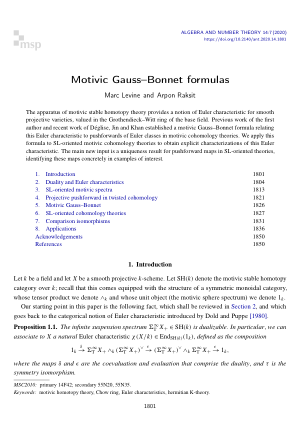 ALGEBRA AND NUMBER THEORY 14:7 (2020)
https://doi.org/10.2140/ant.2020.14.1801
msp
Motivic Gauss–Bonnet formulas
Marc Levine and Arpon Raksit
The apparatus of motivic stable homotopy theory provides a notion of Euler characteristic for smooth
projective varieties, valued in the Grothendieck–Witt ring of the base field. Previous work of the first
author and recent work of Déglise, Jin and Khan established a motivic Gauss–Bonnet formula relating
this Euler characteristic to pushforwards of Euler classes in motivic cohomology theories. We apply this
formula to SL-oriented motivic cohomology theories to obtain explicit characterizations of this Euler
characteristic. The main new input is a uniqueness result for pushforward maps in SL-oriented theories,
identifying these maps concretely in examples of interest.
1. Introduction 1801
2. Duality and Euler characteristics 1804
3. SL-oriented motivic spectra 1813
4. Projective pushforward in twisted cohomology 1821
5. Motivic Gauss–Bonnet 1826
6. SL-oriented cohomology theories 1827
7. Comparison isomorphisms 1831
8. Applications 1836
Acknowledgements 1850
References 1850
1. Introduction
Let k be a field and let X be a smooth projective k-scheme. Let SH(k) denote the motivic stable homotopy
category over k; recall that this comes equipped with the structure of a symmetric monoidal category,
whose tensor product we denote ∧k and whose unit object (the motivic sphere spectrum) we denote 1k.
Our starting point in this paper is the following fact, which shall be reviewed in Section 2, and which
goes back to the categorical notion of Euler characteristic introduced by Dold and Puppe [1980].
Proposition 1.1. The infinite suspension spectrum Σ∞T X+ ∈ SH(k) is dualizable. In particular, we can
associate to X a natural Euler characteristic χ(X/k) ∈ EndSH(k)(1k), defined as the composition
1k →δ Σ∞T X+ ∧k (Σ∞T X+)∨ →τ (Σ∞T X+)∨ ∧k Σ∞T X+ →ϵ 1k,
where the maps δ and ϵ are the coevaluation and evaluation that comprise the duality, and τ is the
symmetry isomorphism.
MSC2010: primary 14F42; secondary 55N20, 55N35.
Keywords: motivic homotopy theory, Chow ring, Euler characteristic, hermitian K-theory.
1801